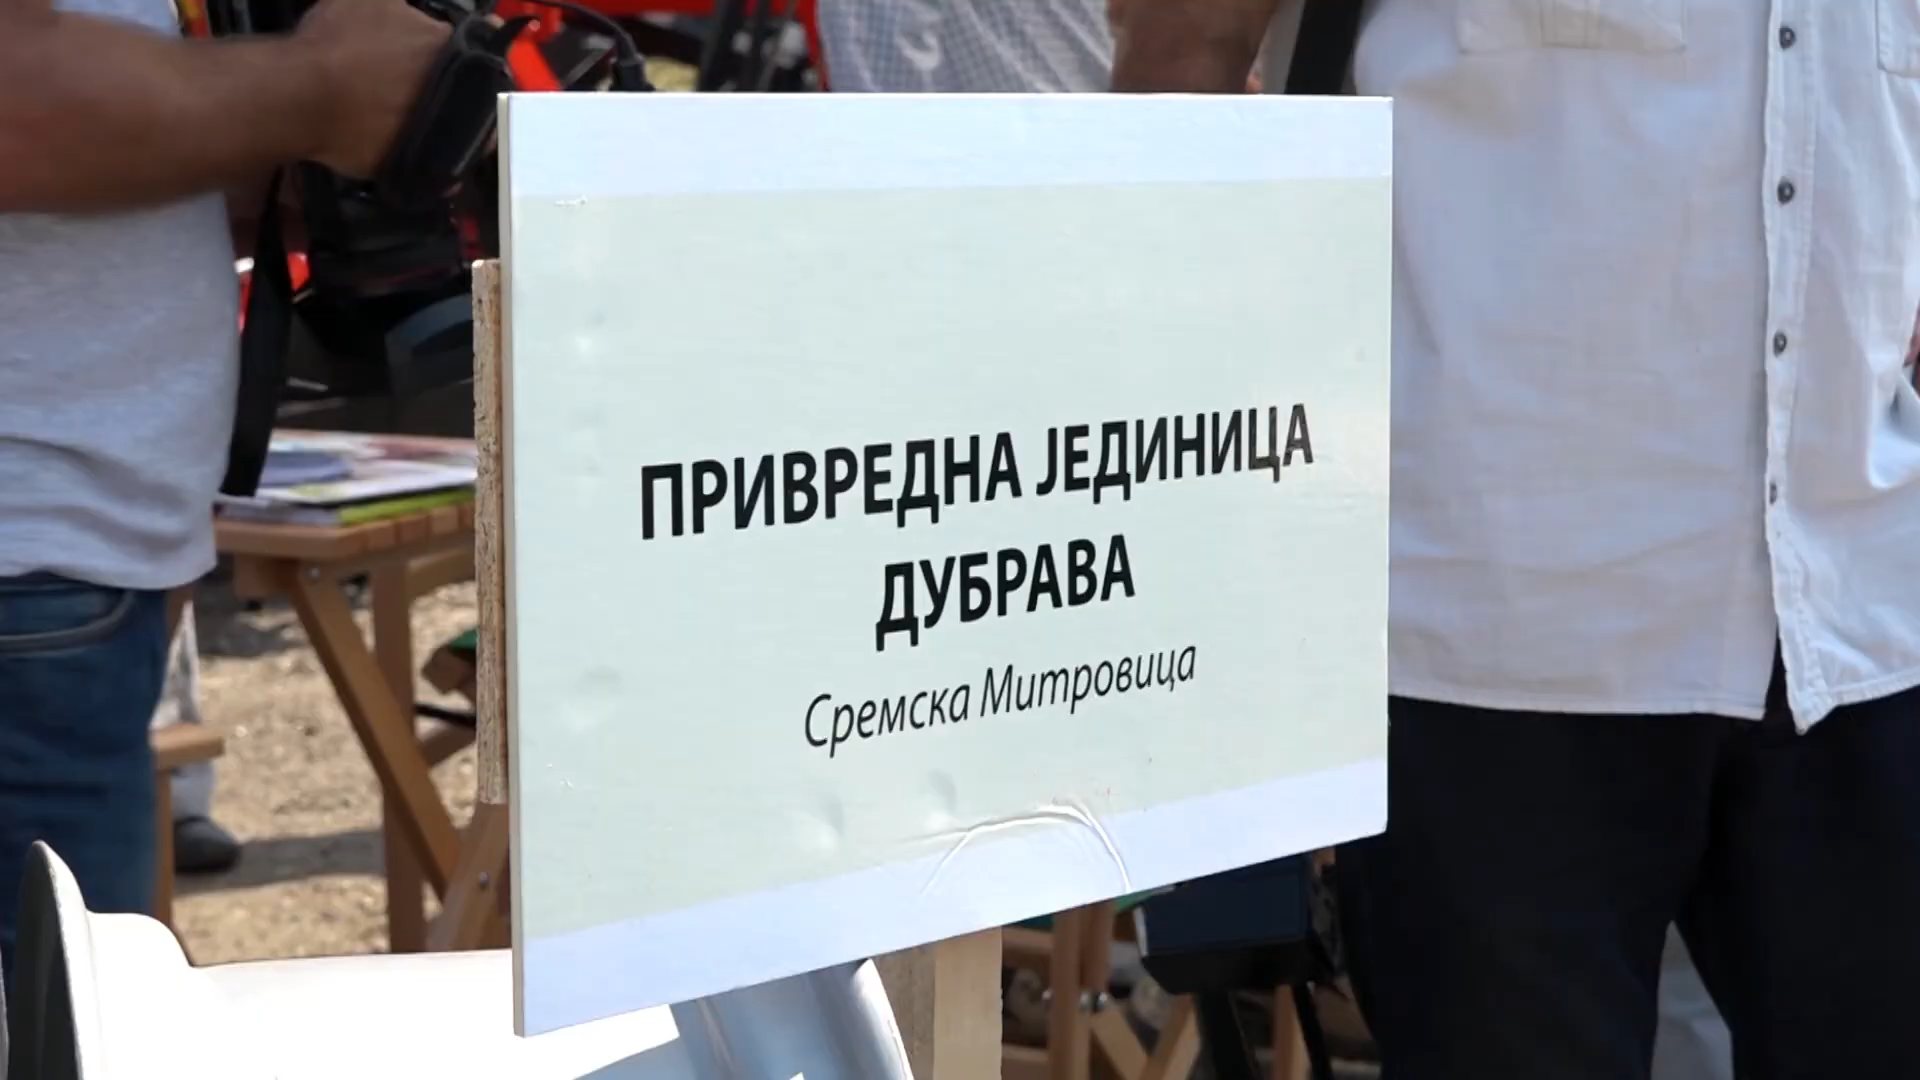 ПРИВРЕДНА ЈЕДИНИЦА
ДУБРАВА
Сремска Митровица